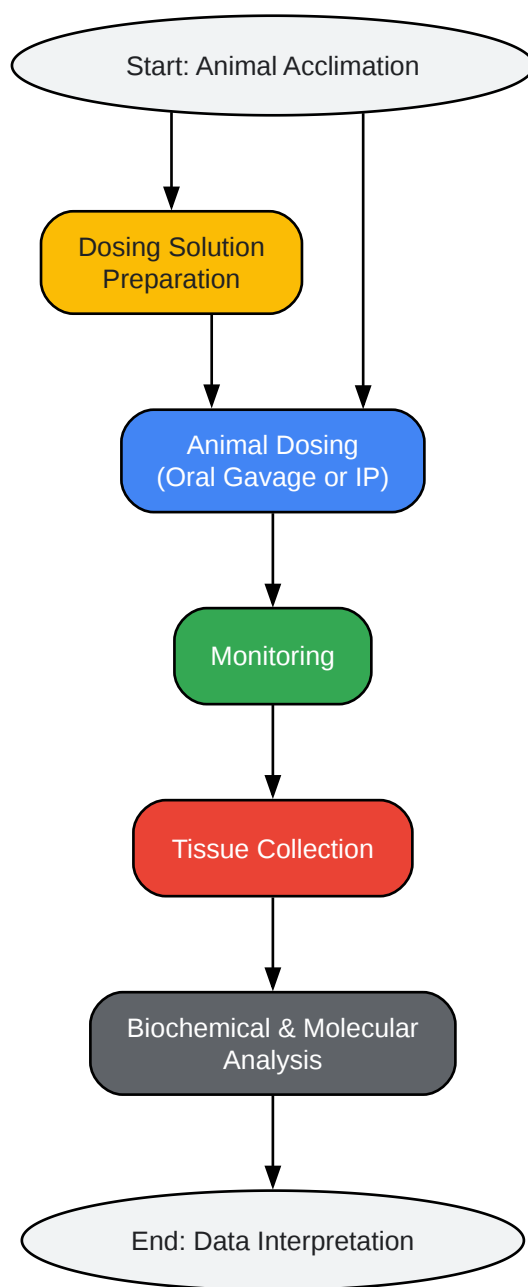 Start: Animal Acclimation
Dosing Solution
Preparation
Animal Dosing
(Oral Gavage or IP)
Monitoring
Tissue Collection
Biochemical & Molecular
Analysis
End: Data Interpretation